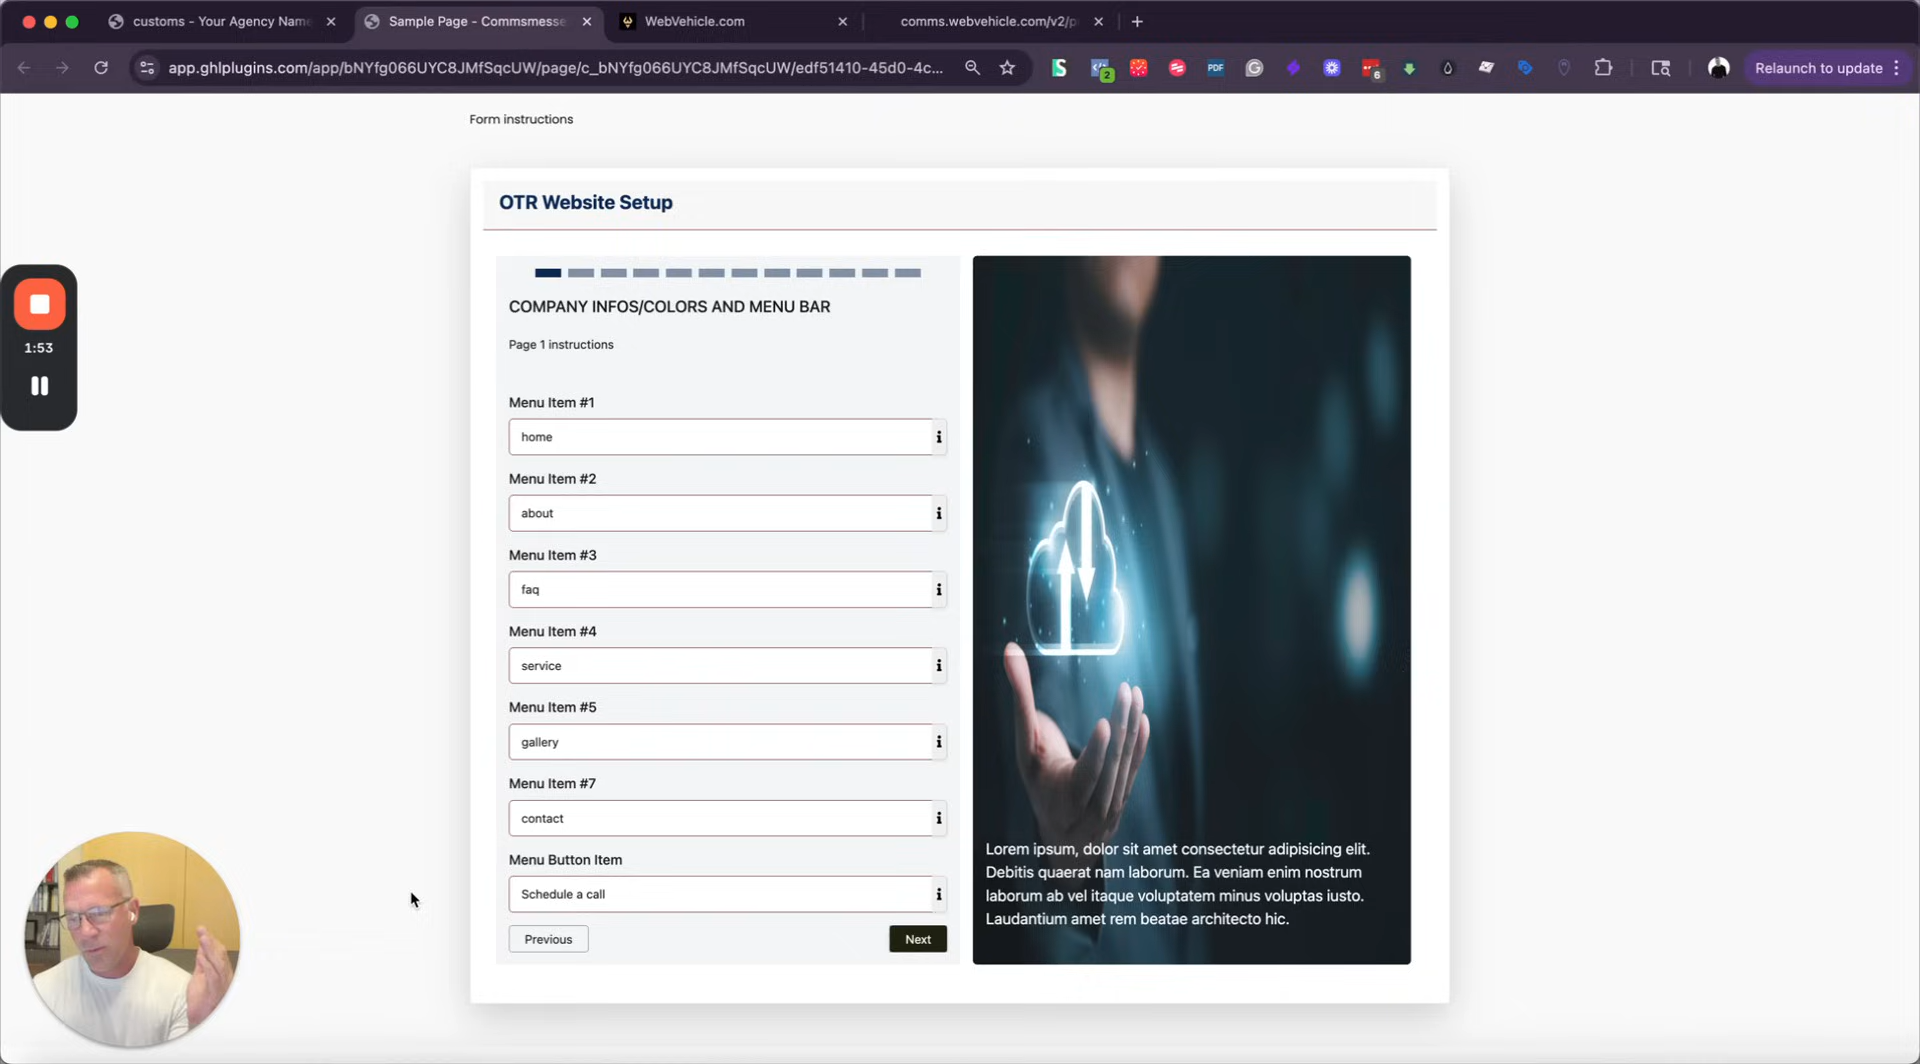 customs - Your Agency Name
Sample Page - Commsmesse
WebVehicle.com
comms.webvehicle.com/v2/p
app.ghlplugins.com/app/bNYfg066UYC8JMfSqcUW/page/c_bNYfg066UYC8JMfSqcUW/edf51410-45d0-4c...
2
PDF
6
Relaunch to update
Form instructions
OTR Website Setup
COMPANY INFOS/COLORS AND MENU BAR
Page 1 instructions
Menu Item #1
home
Menu Item #2
about
Menu Item #3
faq
Menu Item #4
service
Menu Item #5
gallery
Menu Item #7
contact
Menu Button Item
Schedule a call
Previous
Next
Lorem ipsum, dolor sit amet consectetur adipisicing elit.
Debitis quaerat nam laborum. Ea veniam enim nostrum
laborum ab vel itaque voluptatem minus voluptas iusto.
Laudantium amet rem beatae architecto hic.
1:53